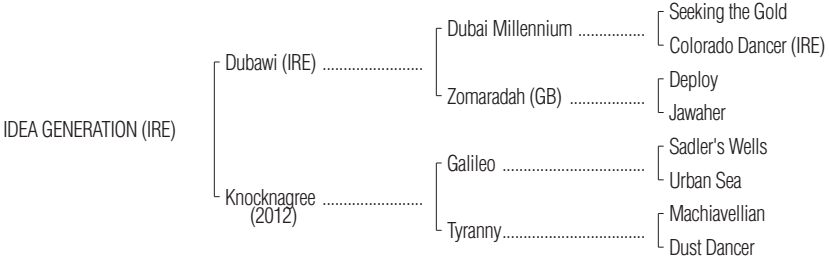 Seeking the Gold
Dubai Millennium ................
Colorado Dancer (IRE)
Dubawi (IRE) ........................
Deploy
Zomaradah (GB) ..................
Jawaher
IDEA GENERATION (IRE)
Sadler's Wells
Galileo ..................................
Urban Sea
Knocknagree ........................
(2012)
Machiavellian
Tyranny..................................
Dust Dancer